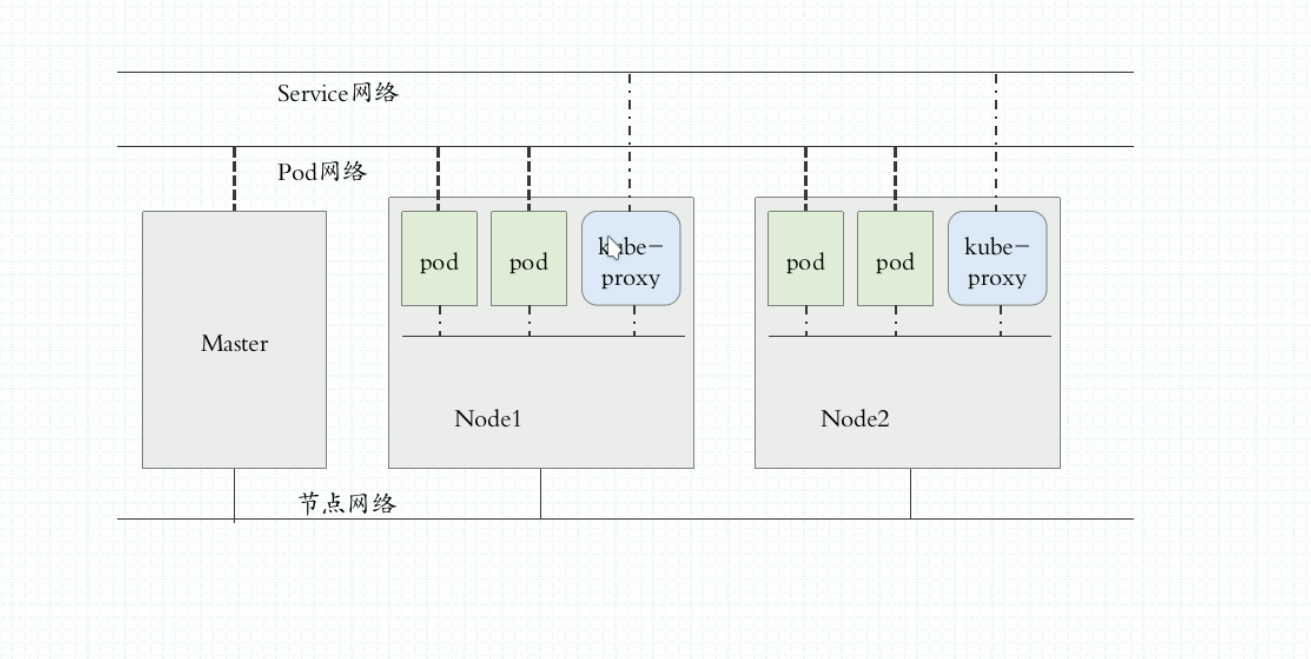 Service网络
Pod网络
pod
pod
kube-
proxy
pod
pod
kube-
proxy
Master
Node1
Node2
节点网络